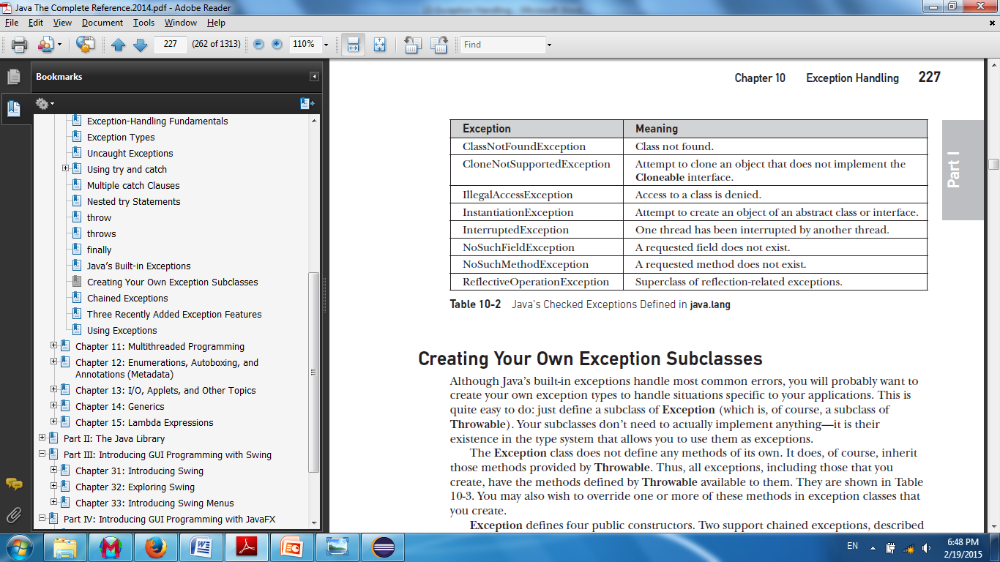 Java The Complete Reference.2014.pdf - Adobe Reader
File Edit View Document Tools Window Help
227 (262 of 1313) 110% Find
Bookmarks
Exception-Handling Fundamentals
Exception Types
Uncaught Exceptions
Using try and catch
Multiple catch Clauses
Nested try Statements
throw
throws
finally
Java's Built-in Exceptions
Creating Your Own Exception Subclasses
Chained Exceptions
Three Recently Added Exception Features
Using Exceptions
Chapter 11: Multithreaded Programming
Chapter 12: Enumerations, Autoboxing, and
Annotations (Metadata)
Chapter 13: I/O, Applets, and Other Topics
Chapter 14: Generics
Chapter 15: Lambda Expressions
Part II: The Java Library
Part III: Introducing GUI Programming with Swing
Chapter 31: Introducing Swing
Chapter 32: Exploring Swing
Chapter 33: Introducing Swing Menus
Part IV: Introducing GUI Programming with JavaFX
Chapter 10 Exception Handling 227
Part I
Exception Meaning
ClassNotFoundException Class not found.
CloneNotSupportedException Attempt to clone an object that does not implement the
Cloneable interface.
IllegalAccessException Access to a class is denied.
InstantiationException Attempt to create an object of an abstract class or interface.
InterruptedException One thread has been interrupted by another thread.
NoSuchFieldException A requested field does not exist.
NoSuchMethodException A requested method does not exist.
ReflectiveOperationException Superclass of reflection-related exceptions.
Table 10-2 Java's Checked Exceptions Defined in java.lang
Creating Your Own Exception Subclasses
Although Java's built-in exceptions handle most common errors, you will probably want to
create your own exception types to handle situations specific to your applications. This is
quite easy to do: just define a subclass of Exception (which is, of course, a subclass of
Throwable). Your subclasses don't need to actually implement anything—it is their
existence in the type system that allows you to use them as exceptions.
The Exception class does not define any methods of its own. It does, of course, inherit
those methods provided by Throwable. Thus, all exceptions, including those that you
create, have the methods defined by Throwable available to them. They are shown in Table
10-3. You may also wish to override one or more of these methods in exception classes that
you create.
Exception defines four public constructors. Two support chained exceptions, described
EN
6:48 PM
2/19/2015